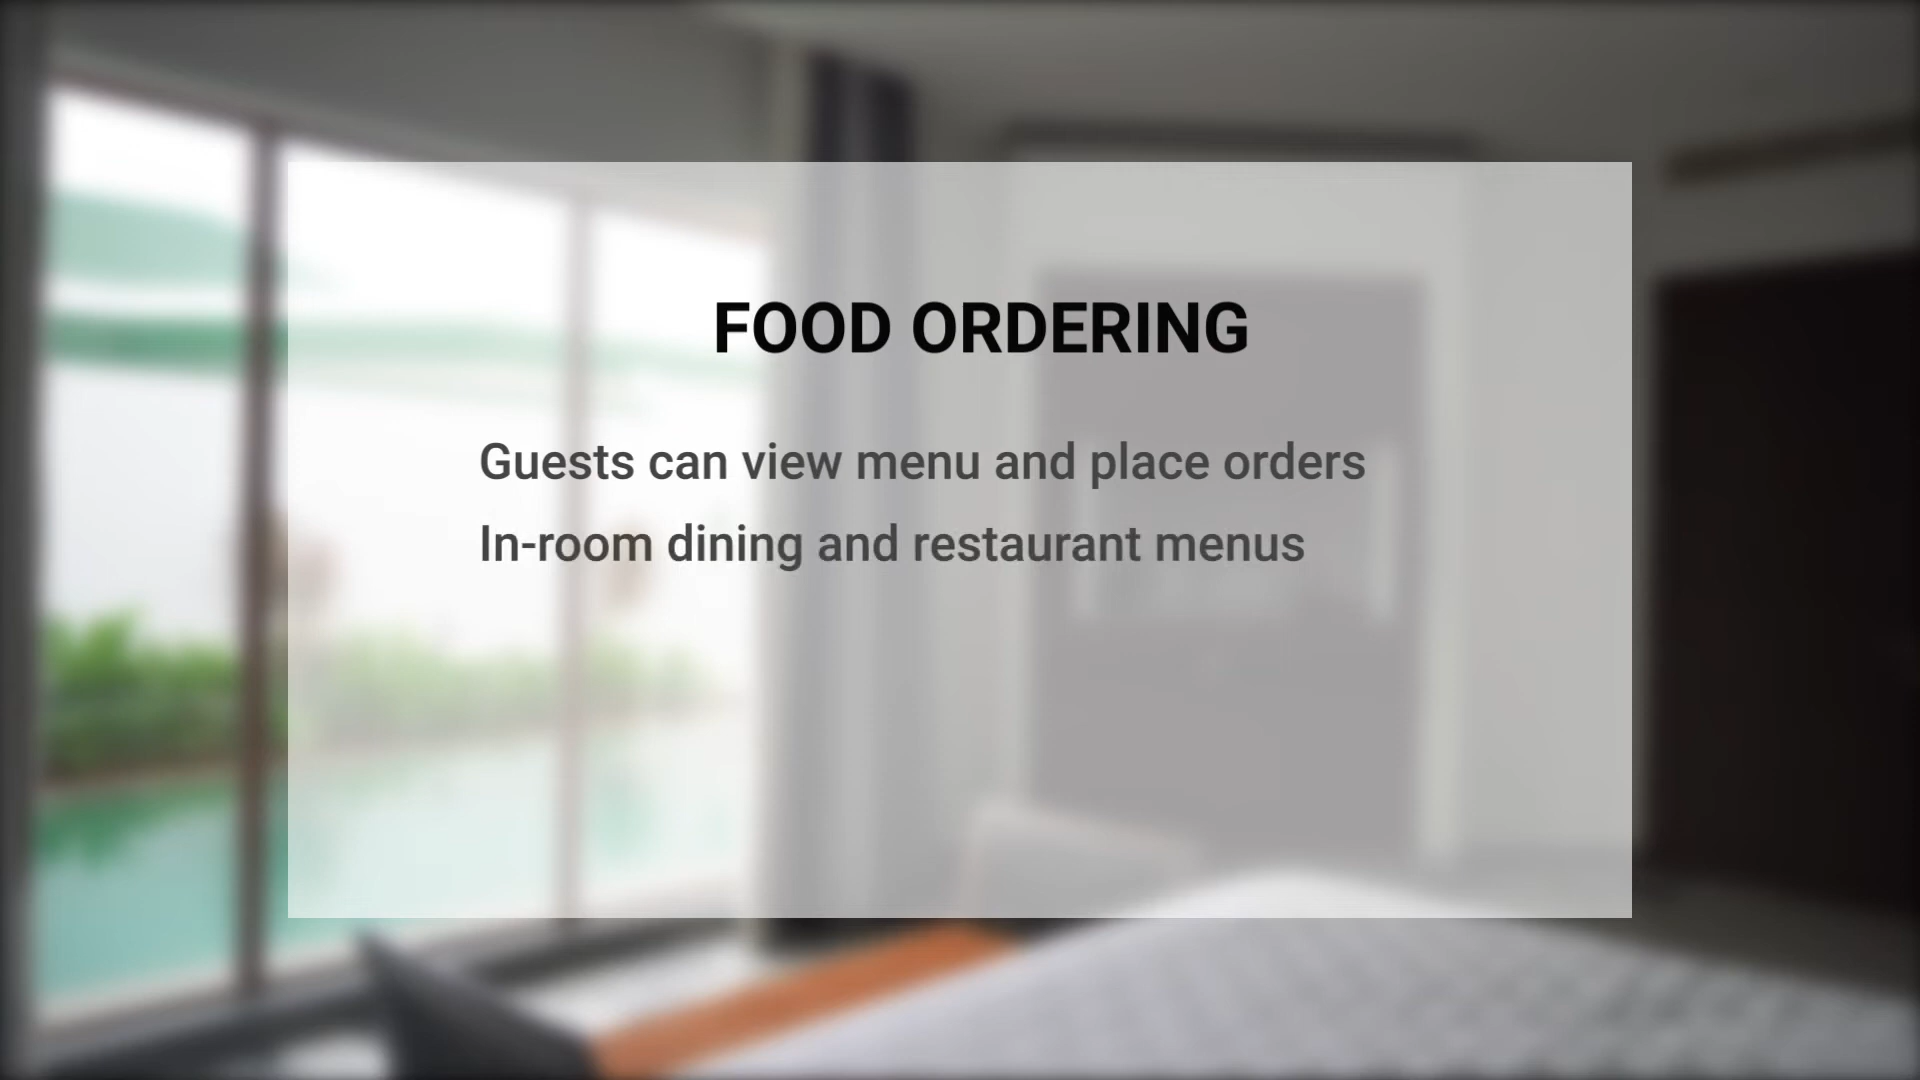 FOOD ORDERING
Guests can view menu and place orders
In-room dining and restaurant menus